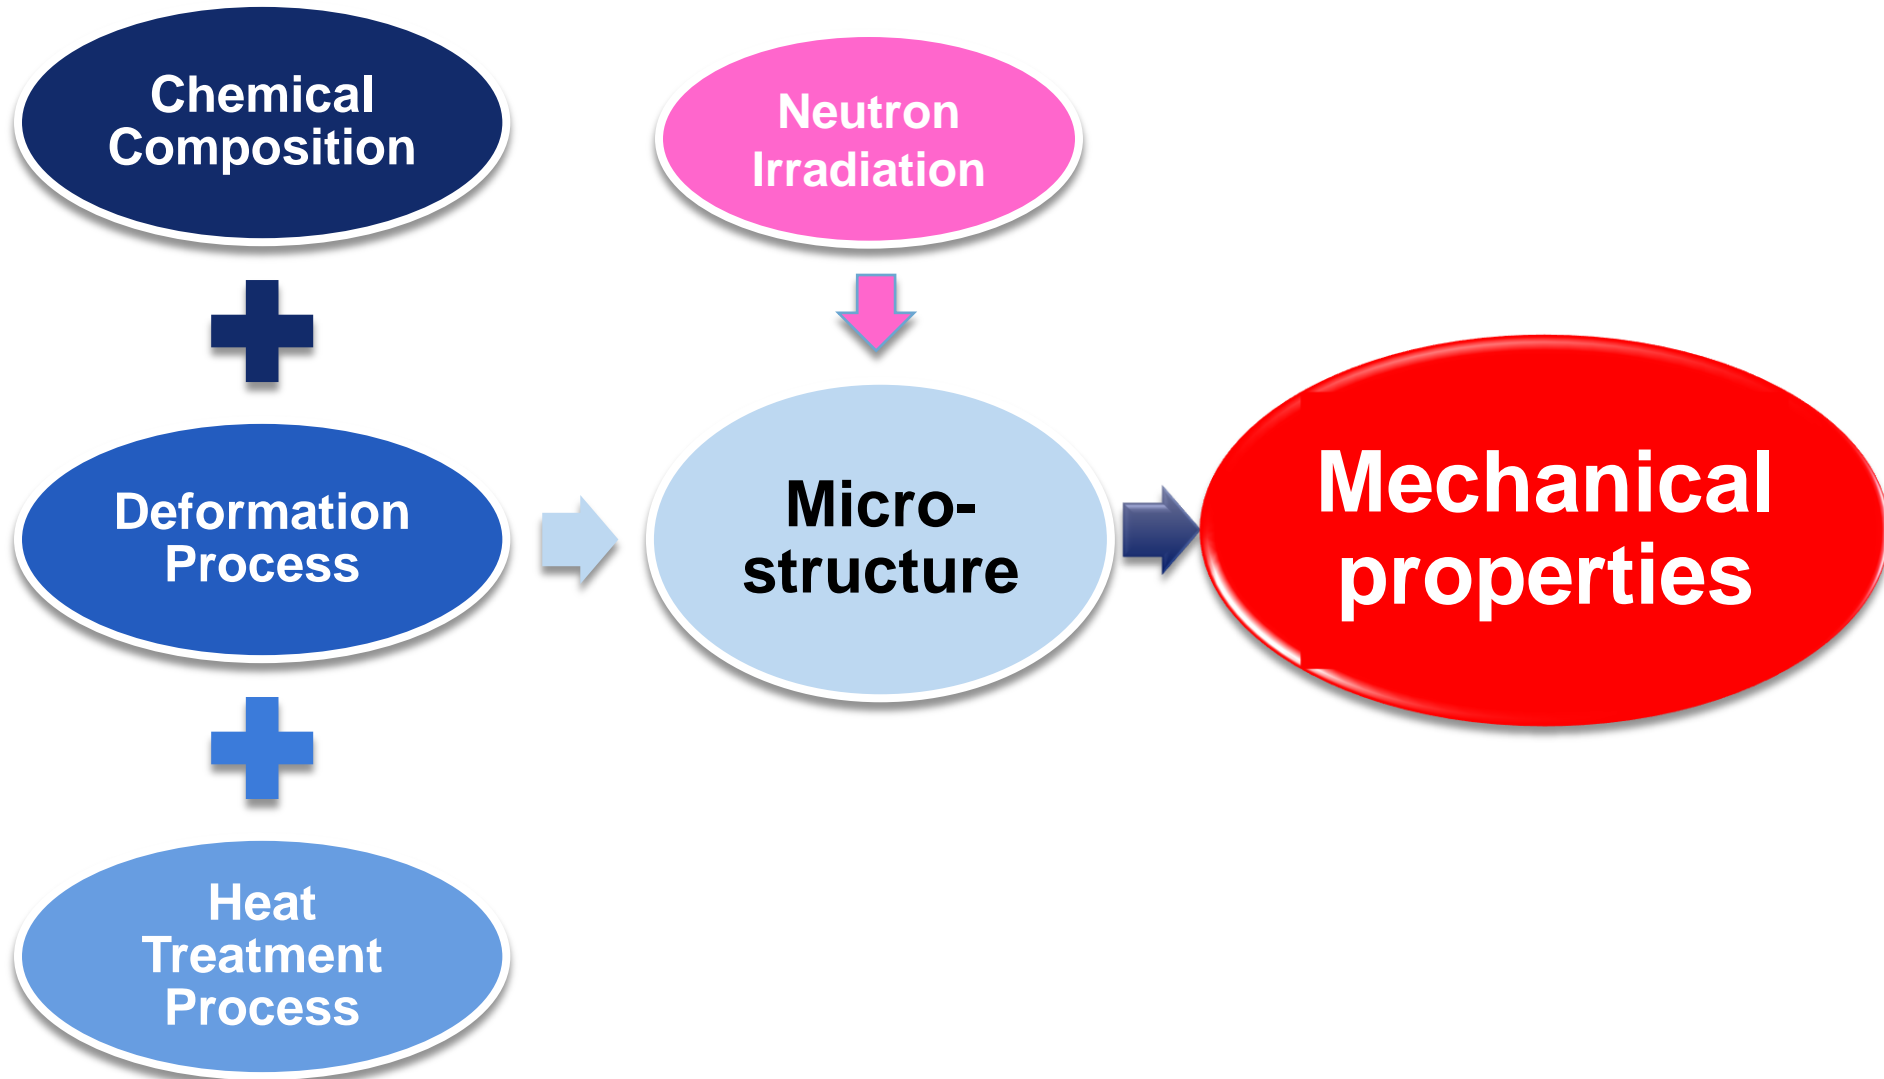 Chemical
Composition
Neutron
Irradiation
Deformation
Process
Micro-
structure
Mechanical
properties
Heat
Treatment
Process